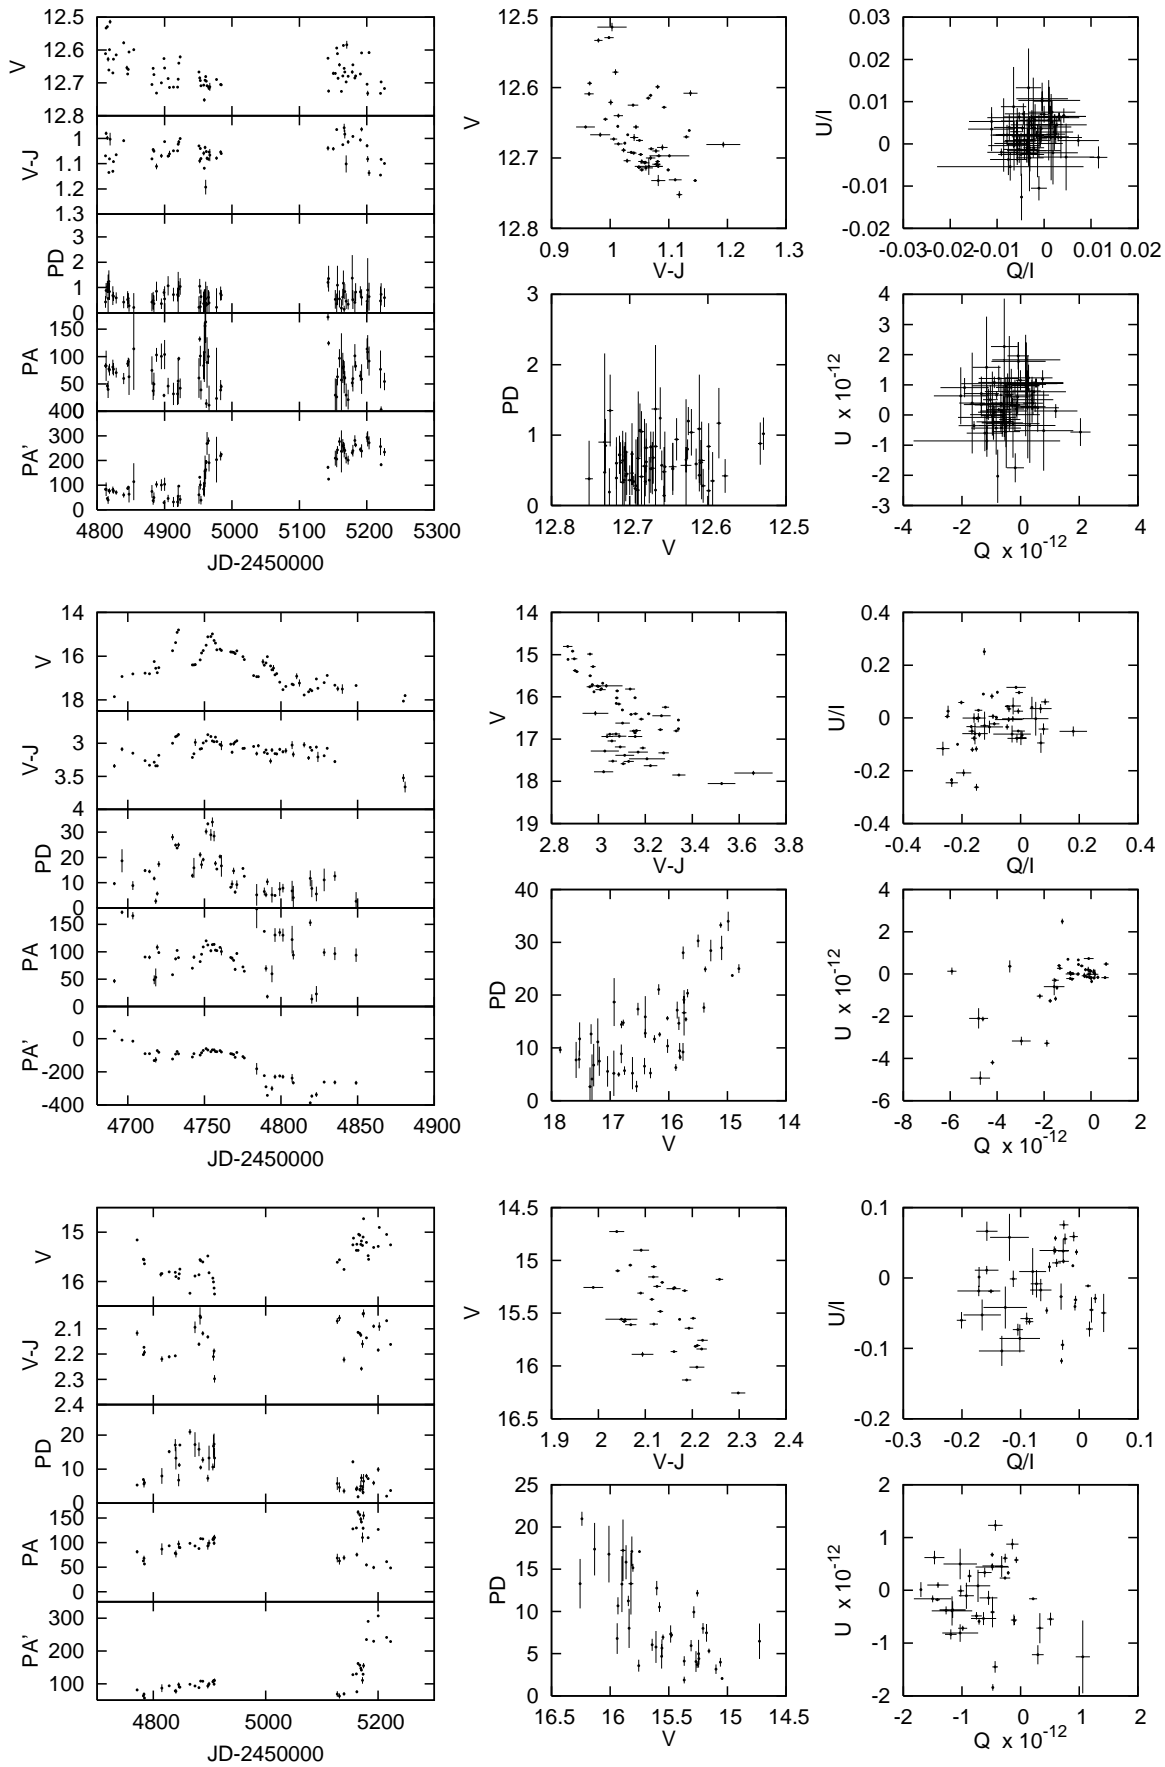 12.5
12.6
12.7
12.8
V
1
1.1
1.2
1.3
V-J
3
2
1
0
PD
150
100
50
0
PA
400
300
200
100
0
PA'
4800 4900 5000 5100 5200 5300
JD-2450000
12.5
12.6
12.7
12.8
V
0.9 1 1.1 1.2 1.3
V-J
0.03
0.02
0.01
0
-0.01
-0.02
U/I
-0.03 -0.02 -0.01 0 0.01 0.02
Q/I
3
2
1
0
PD
12.8 12.7 12.6 12.5
V
4
3
2
1
0
-1
-2
-3
U x 10-12
-4 -2 0 2 4
Q x 10-12
14
16
18
V
3
3.5
4
V-J
30
20
10
0
PD
150
100
50
0
PA
0
-200
-400
PA'
4700 4750 4800 4850 4900
JD-2450000
14
15
16
17
18
19
V
2.8 3 3.2 3.4 3.6 3.8
V-J
0.4
0.2
0
-0.2
-0.4
U/I
-0.4 -0.2 0 0.2 0.4
Q/I
40
30
20
10
0
PD
18 17 16 15 14
V
4
2
0
-2
-4
-6
U x 10-12
-8 -6 -4 -2 0 2
Q x 10-12
15
16
V
2.1
2.2
2.3
2.4
V-J
20
10
0
PD
150
100
50
0
PA
300
200
100
PA'
4800 5000 5200
JD-2450000
14.5
15
15.5
16
16.5
V
1.9 2 2.1 2.2 2.3 2.4
V-J
0.1
0
-0.1
-0.2
U/I
-0.3 -0.2 -0.1 0 0.1
Q/I
25
20
15
10
5
0
PD
16.5 16 15.5 15 14.5
V
2
1
0
-1
-2
U x 10-12
-2 -1 0 1 2
Q x 10-12